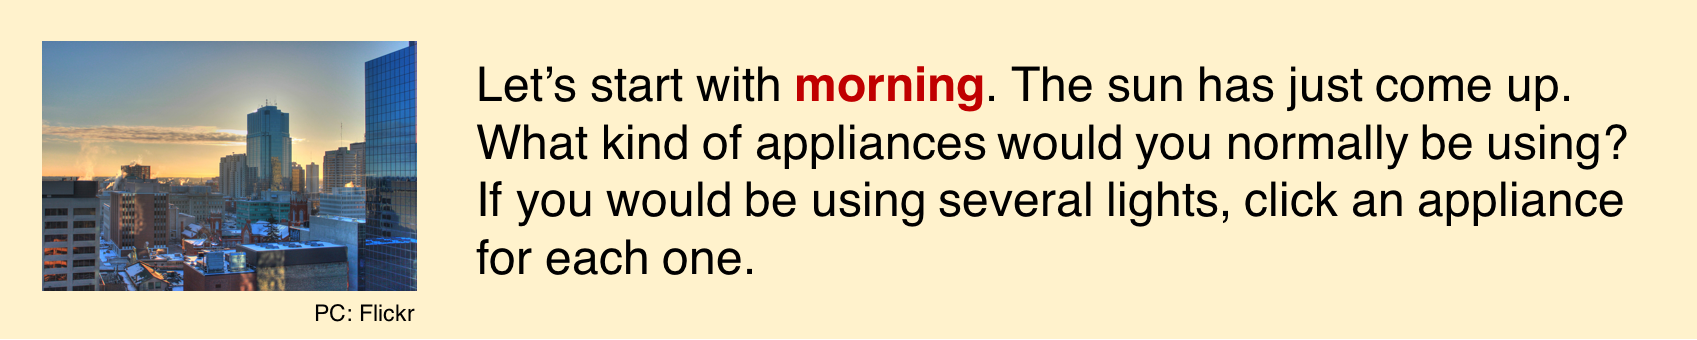 Let’s start with morning. The sun has just come up.
What kind of appliances would you normally be using?
If you would be using several lights, click an appliance
for each one.
PC: Flickr